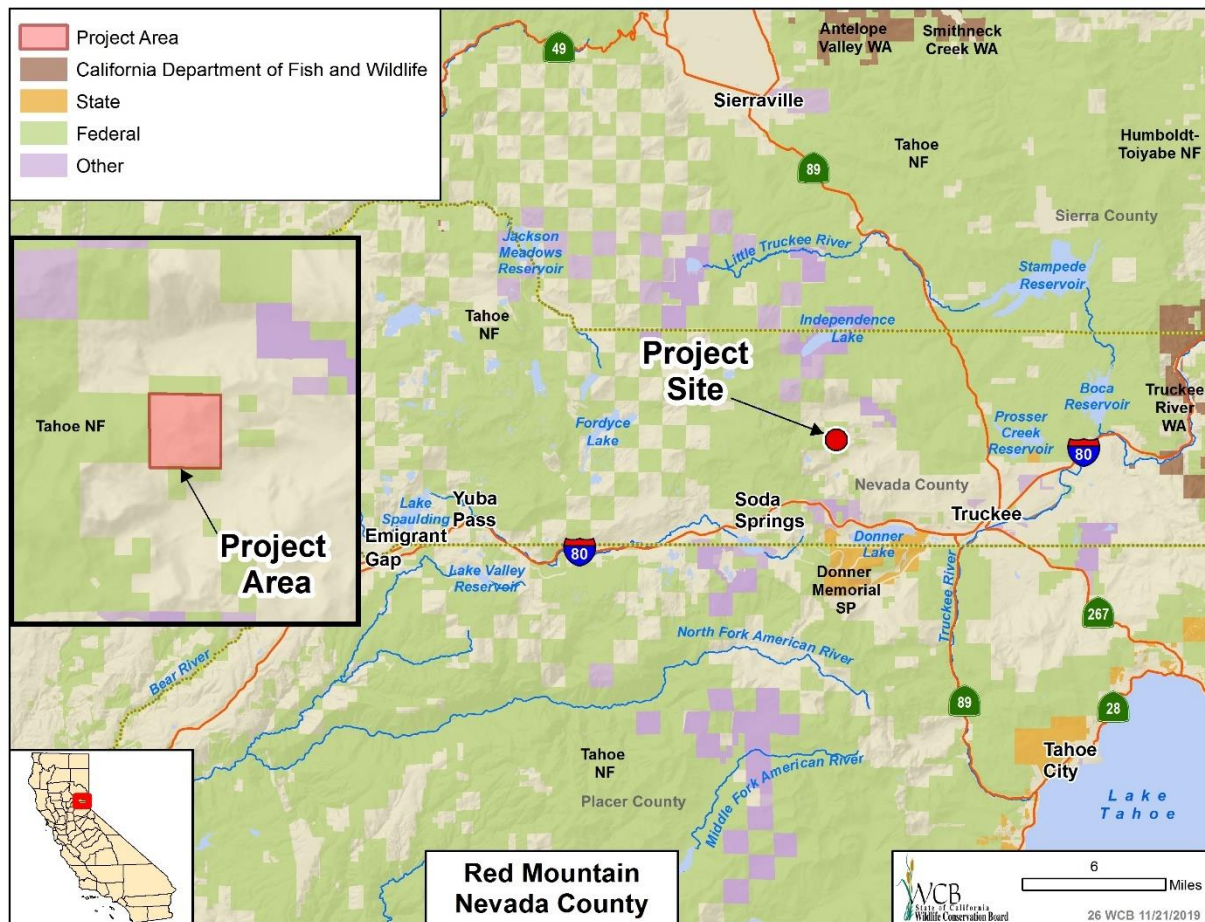 Project Area
California Department of Fish and Wildlife
State
Federal
Other
49
Antelope
Valley WA
Smithneck
Creek WA
Sierraville
Tahoe
NF
Humboldt-
Toiyabe NF
89
Sierra County
Jackson
Meadows
Reservoir
Little Truckee River
Stampede
Reservoir
Tahoe
NF
Independence
Lake
Project
Site
Boca
Reservoir
Truckee
River
WA
Prosser
Creek
Reservoir
80
Fordyce
Lake
Tahoe NF
Project
Area
Nevada County
Yuba
Pass
Lake
Spaulding
Emigrant
Gap
Soda
Springs
Truckee
Donner
Lake
80
Lake Valley
Reservoir
Donner
Memorial
SP
Truckee River
267
North Fork American River
Bear River
89
28
Tahoe
City
Tahoe
NF
Placer County
Middle Fork American River
Lake
Tahoe
Red Mountain
Nevada County
WCB
State of California
Wildlife Conservation Board
6
Miles
26 WCB 11/21/2019